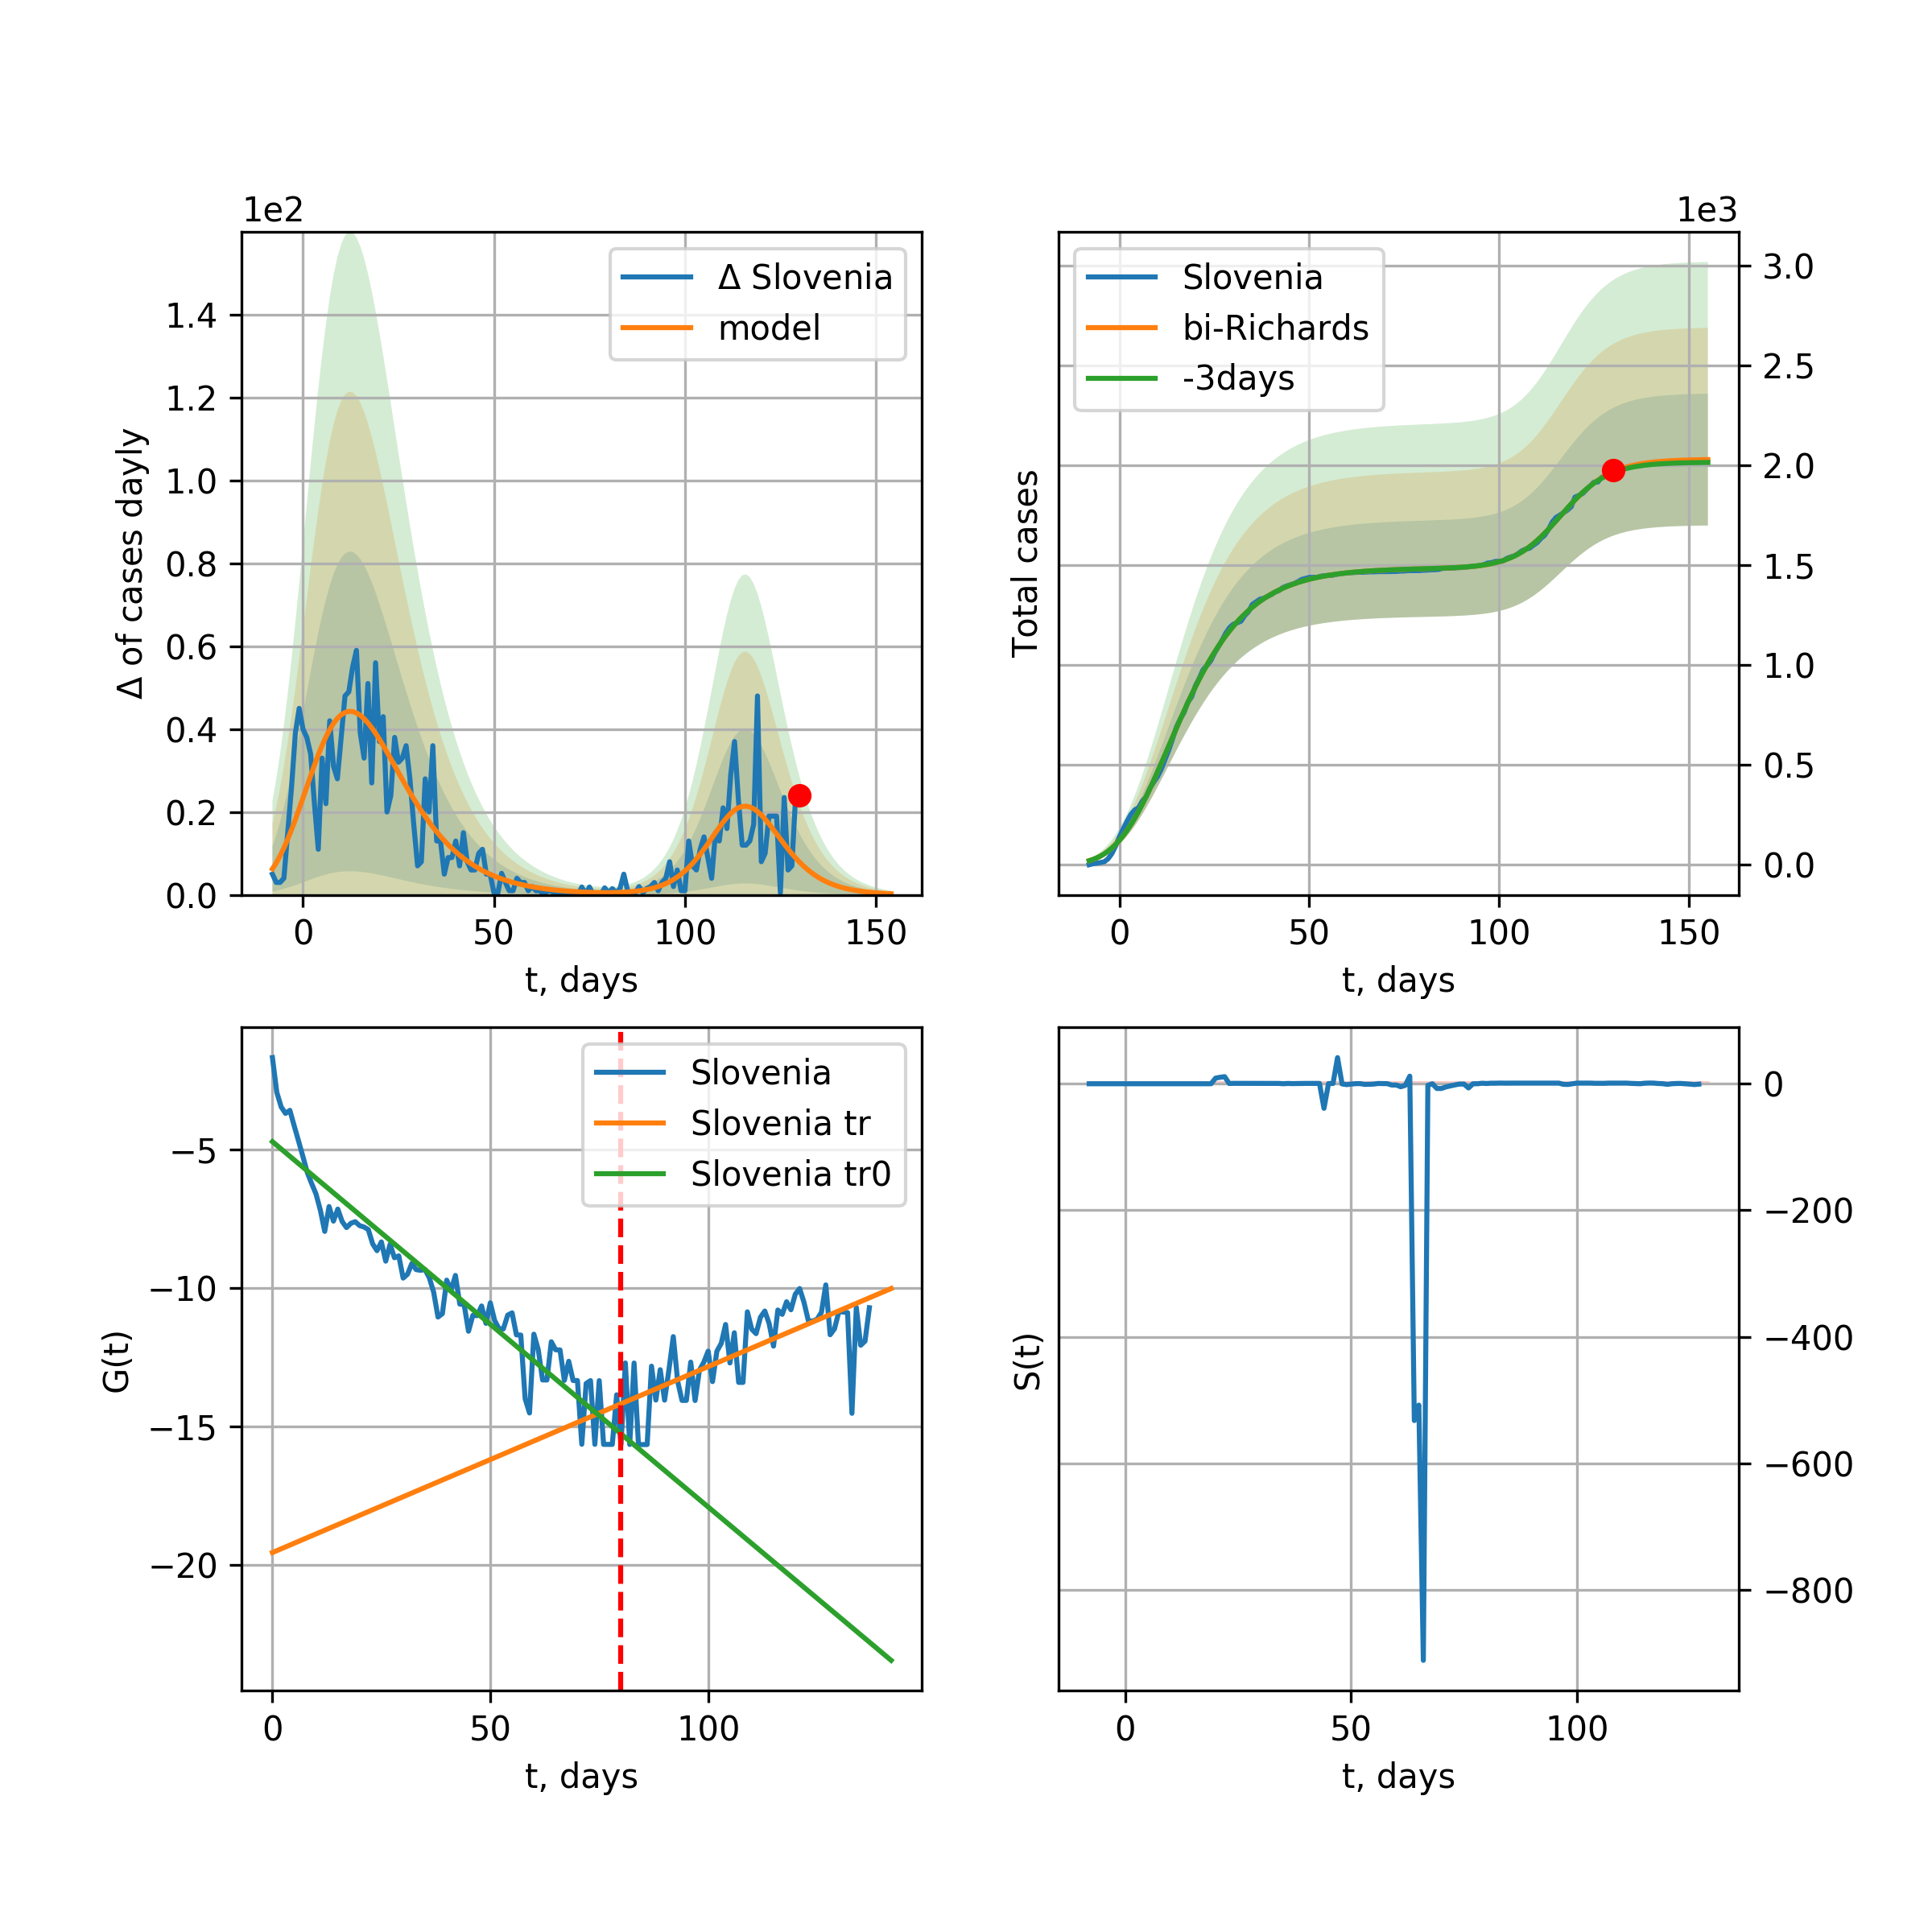 1e2
1.4
1.2
1.0
0.8
0.6
0.4
0.2
0.0
Δ of cases dayly
0 50 100 150
t, days
Δ Slovenia
model
1e3
3.0
2.5
2.0
1.5
1.0
0.5
0.0
Total cases
0 50 100 150
t, days
Slovenia
bi-Richards
-3days
−5
−10
−15
−20
G(t)
0 50 100
t, days
Slovenia
Slovenia tr
Slovenia tr0
0
−200
−400
−600
−800
S(t)
0 50 100
t, days